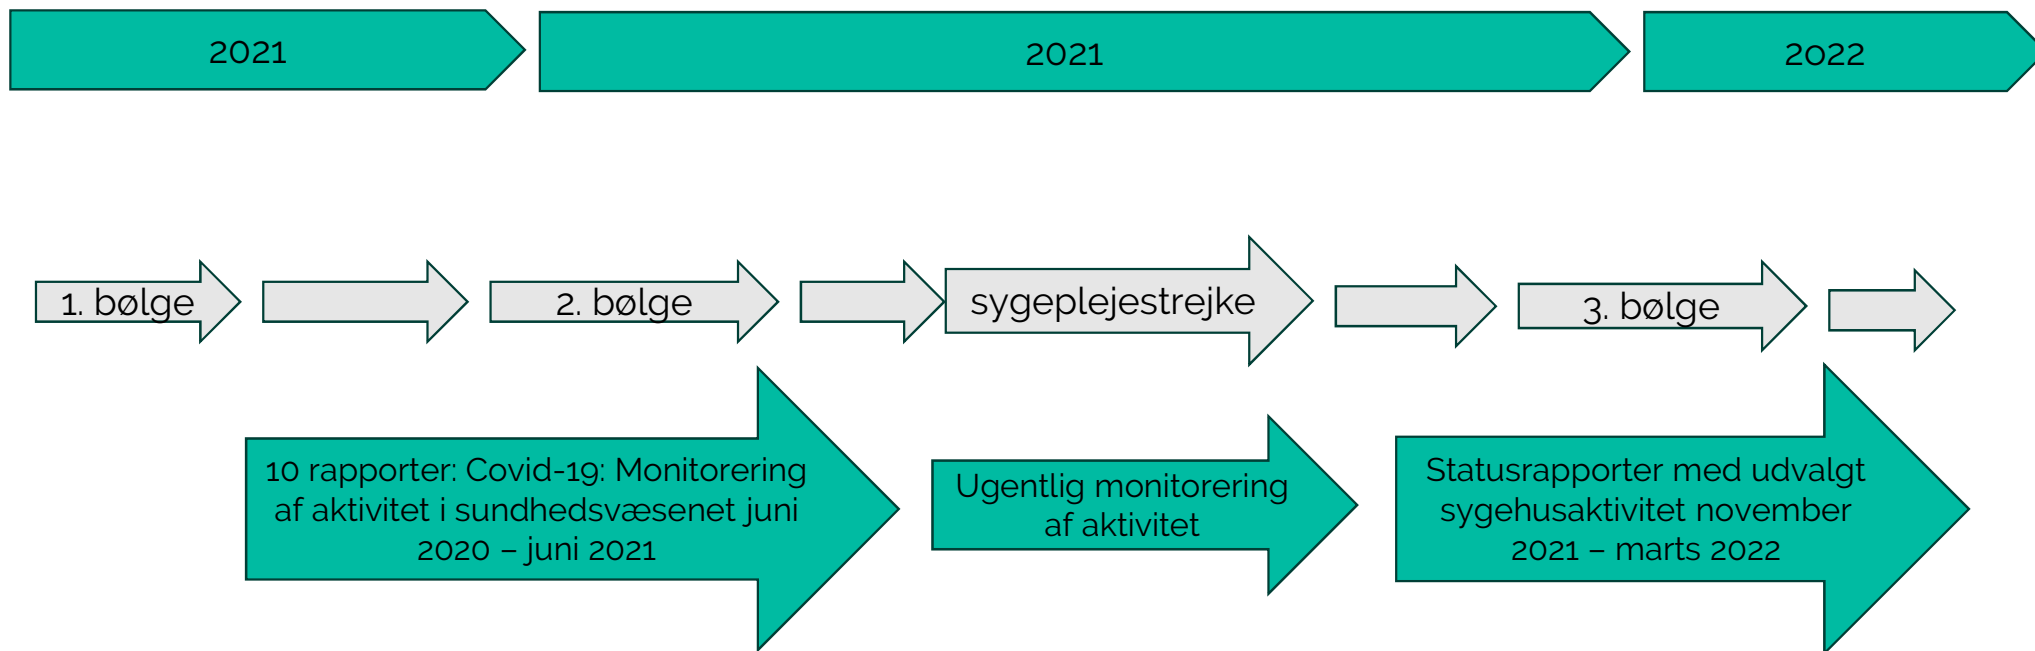 2021
2021
2022
1. bølge
2. bølge
sygeplejestrejke
3. bølge
10 rapporter: Covid-19: Monitorering
af aktivitet i sundhedsvæsenet juni
2020 – juni 2021
Ugentlig monitorering
af aktivitet
Statusrapporter med udvalgt
sygehusaktivitet november
2021 – marts 2022